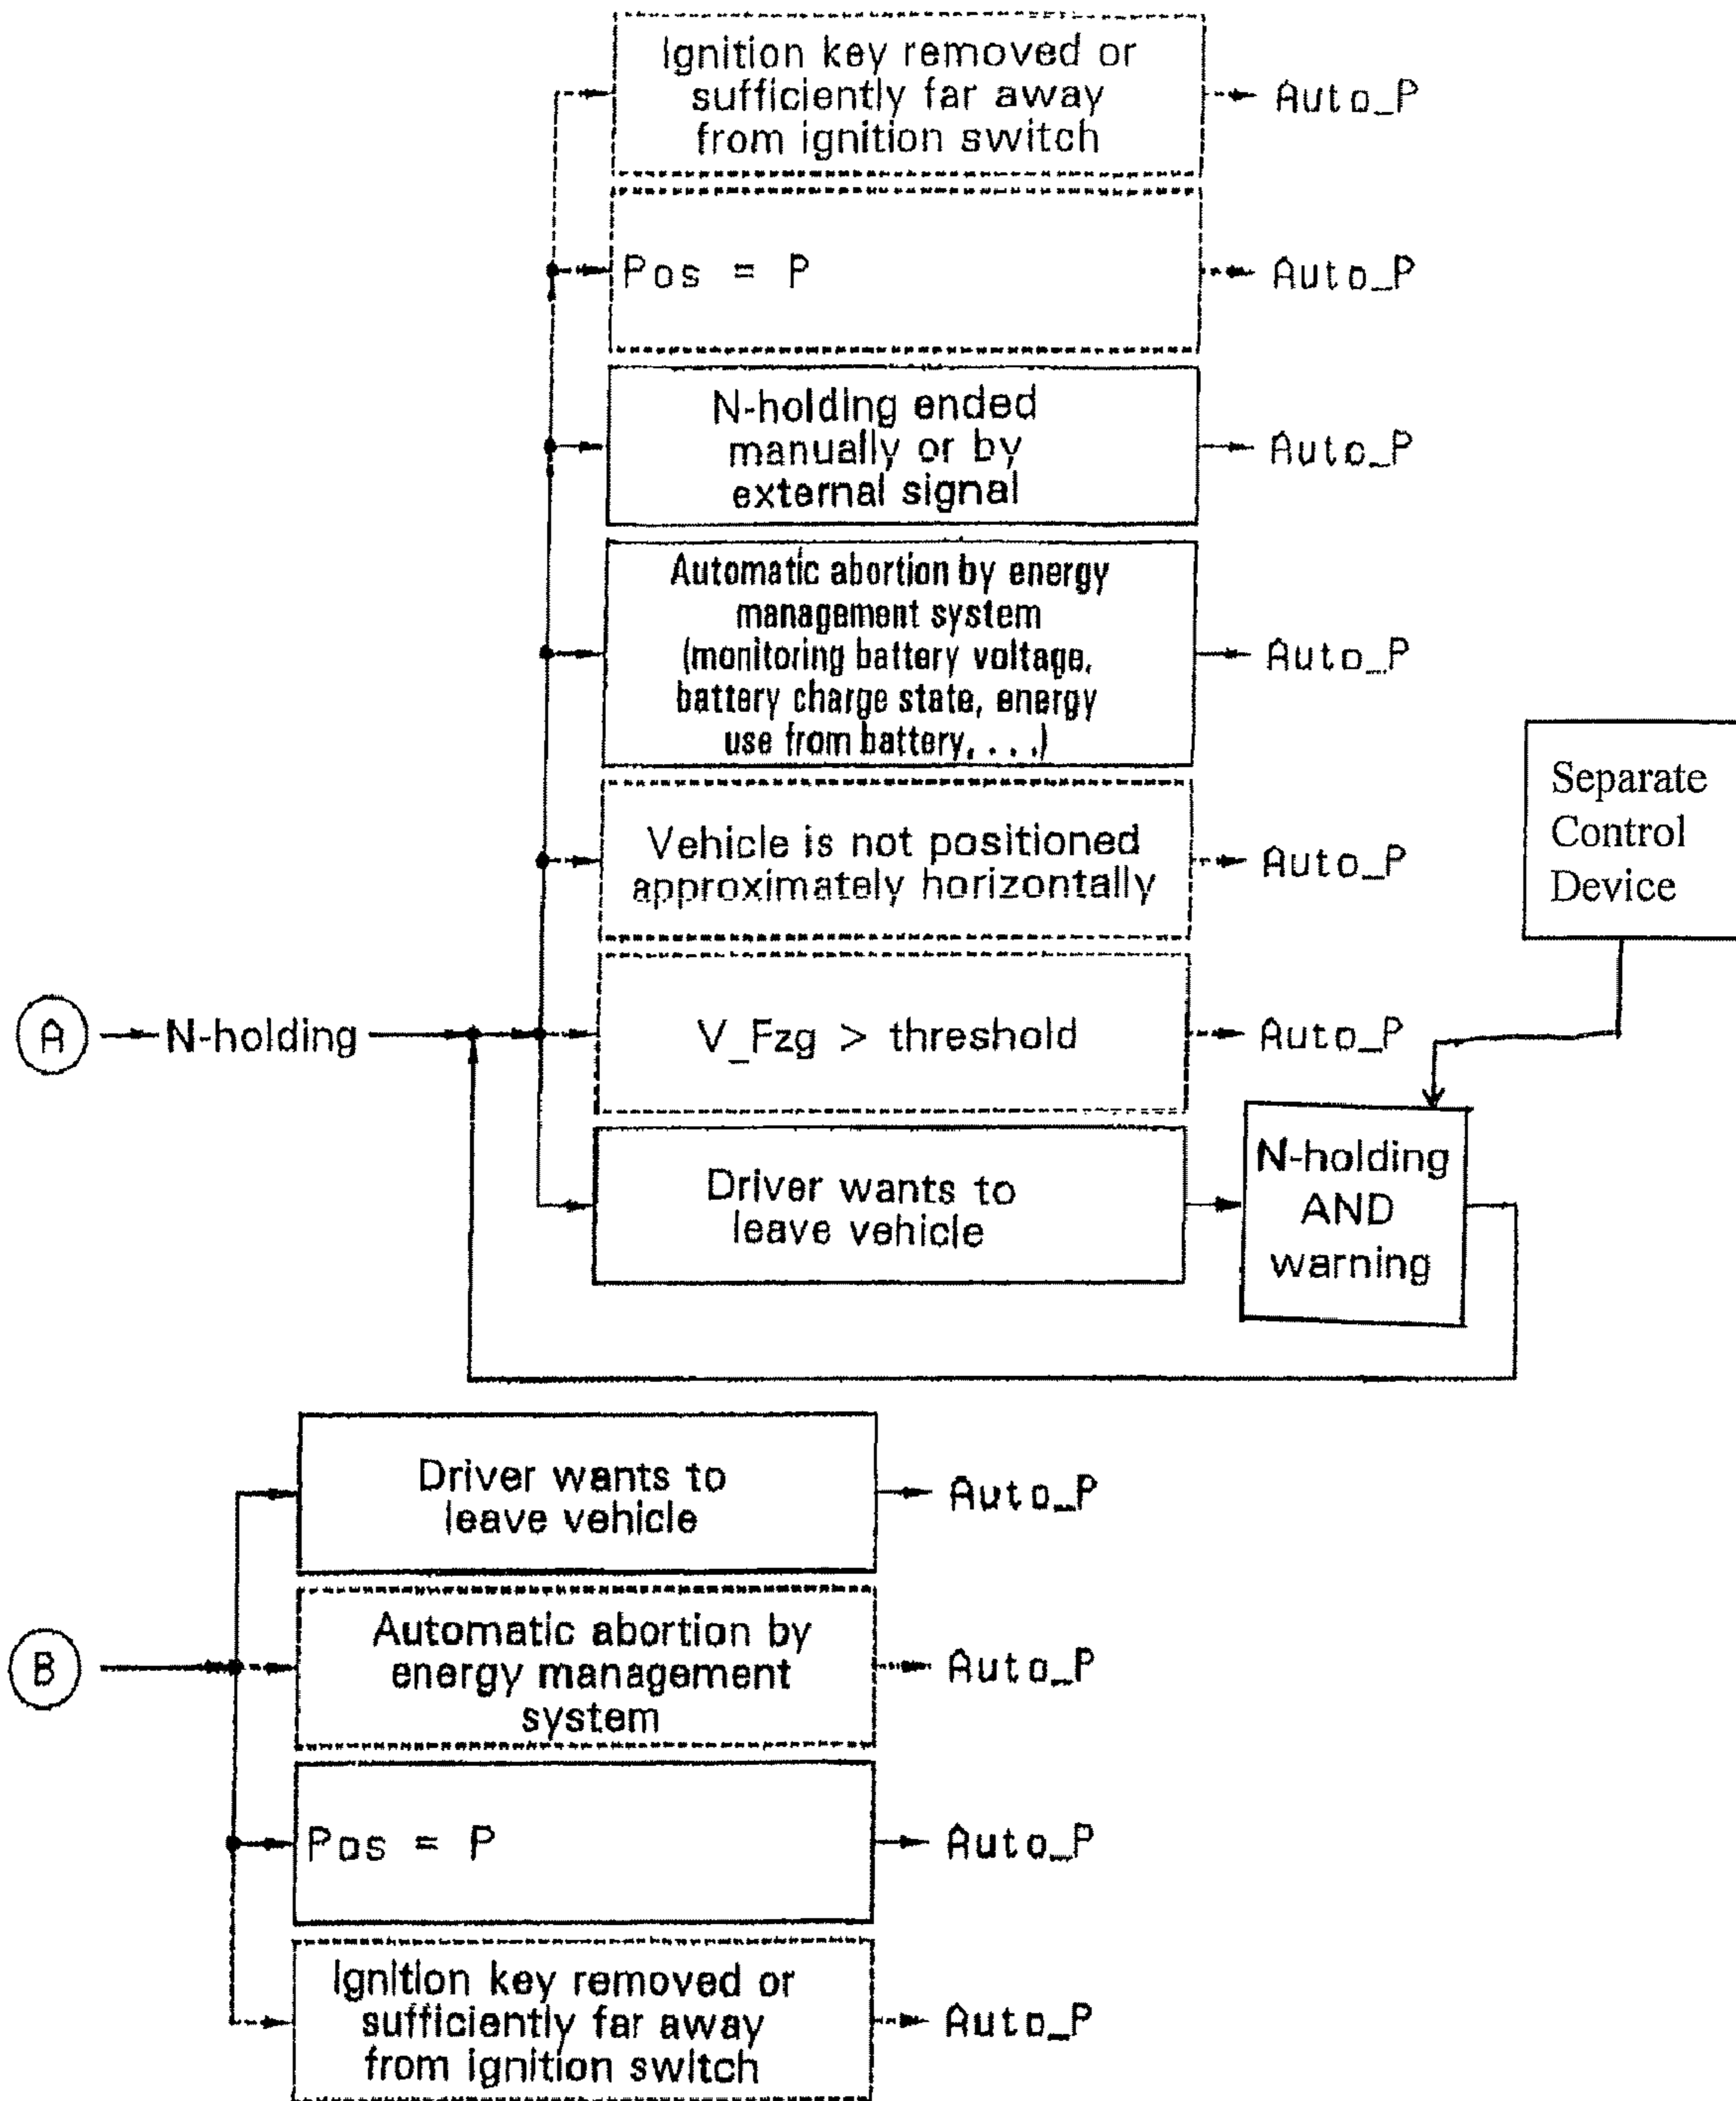 Ignition key removed or
sufficiently far away
from ignition switch
Auto_P
Pos = P
Auto_P
N-holding ended
manually or by
external signal
Auto_P
Automatic abortion by energy
management system
(monitoring battery voltage,
battery charge state, energy
use from battery, . . .)
Auto_P
Separate
Control
Device
Vehicle is not positioned
approximately horizontally
Auto_P
A
N-holding
V_Fzg > threshold
Auto_P
Driver wants to
leave vehicle
N-holding
AND
warning
Driver wants to
leave vehicle
Auto_P
B
Automatic abortion by
energy management
system
Auto_P
Pos = P
Auto_P
Ignition key removed or
sufficiently far away
from ignition switch
Auto_P